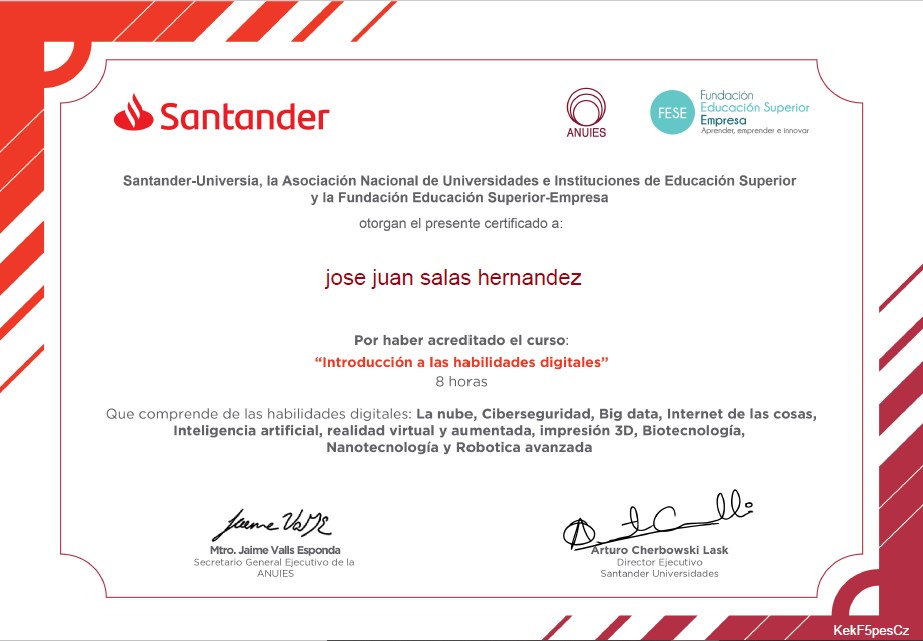 Santander
ANUIES
FESE
Fundación
Educación Superior
Empresa
Aprender, emprender e innovar
Santander-Universia, la Asociación Nacional de Universidades e Instituciones de Educación Superior
y la Fundación Educación Superior-Empresa
otorgan el presente certificado a:
jose juan salas hernandez
Por haber acreditado el curso:
“Introducción a las habilidades digitales”
8 horas
Que comprende de las habilidades digitales: La nube, Ciberseguridad, Big data, Internet de las cosas,
Inteligencia artificial, realidad virtual y aumentada, impresión 3D, Biotecnología,
Nanotecnología y Robotica avanzada
Mtro. Jaime Valls Esponda
Secretario General Ejecutivo de la
ANUIES
Arturo Cherbowski Lask
Director Ejecutivo
Santander Universidades
KekF5pesCz